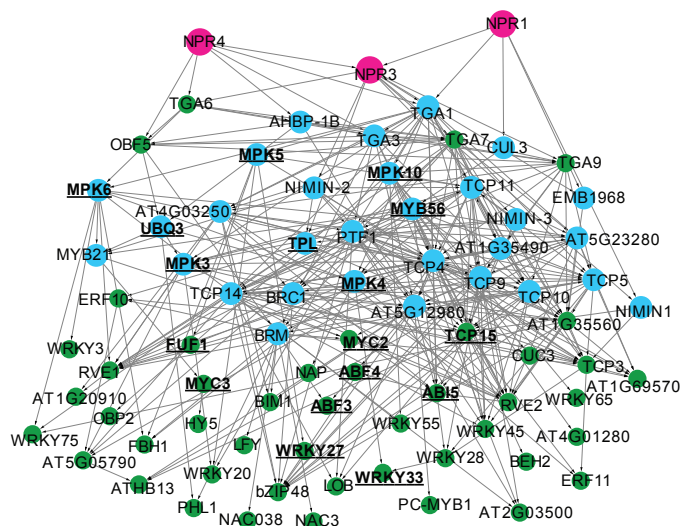 NPR1
NPR4
NPR3
TGA6
TGA1
AHBP-1B
TGA3
TGA7
OBF5
CUL3
MPK5
TGA9
MPK10
MPK6
NIMIN-2
TCP11
EMB1968
AT4G03250
MYB56
NIMIN-3
UBQ3
PTF1
AT5G23280
TPL
AT1G35490
MYB21
MPK3
TCP4
TCP9
TCP5
MPK4
TCP14
BRC1
TCP10
ERF10
AT5G12980
NIMIN1
AT1G35560
BRM
TCP15
WRKY3
FUF1
MYC2
CUC3
TCP3
RVE1
NAP
ABF4
MYC3
AT1G69570
AT1G20910
ABI5
WRKY65
BIM1
ABF3
RVE2
OBP2
HY5
WRKY55
WRKY45
WRKY75
AT4G01280
FBH1
LFY
WRKY27
AT5G05790
WRKY28
BEH2
WRKY20
WRKY33
ERF11
ATHB13
bZIP48
LOB
PHL1
PC-MYB1
AT2G03500
NAC038
NAC3